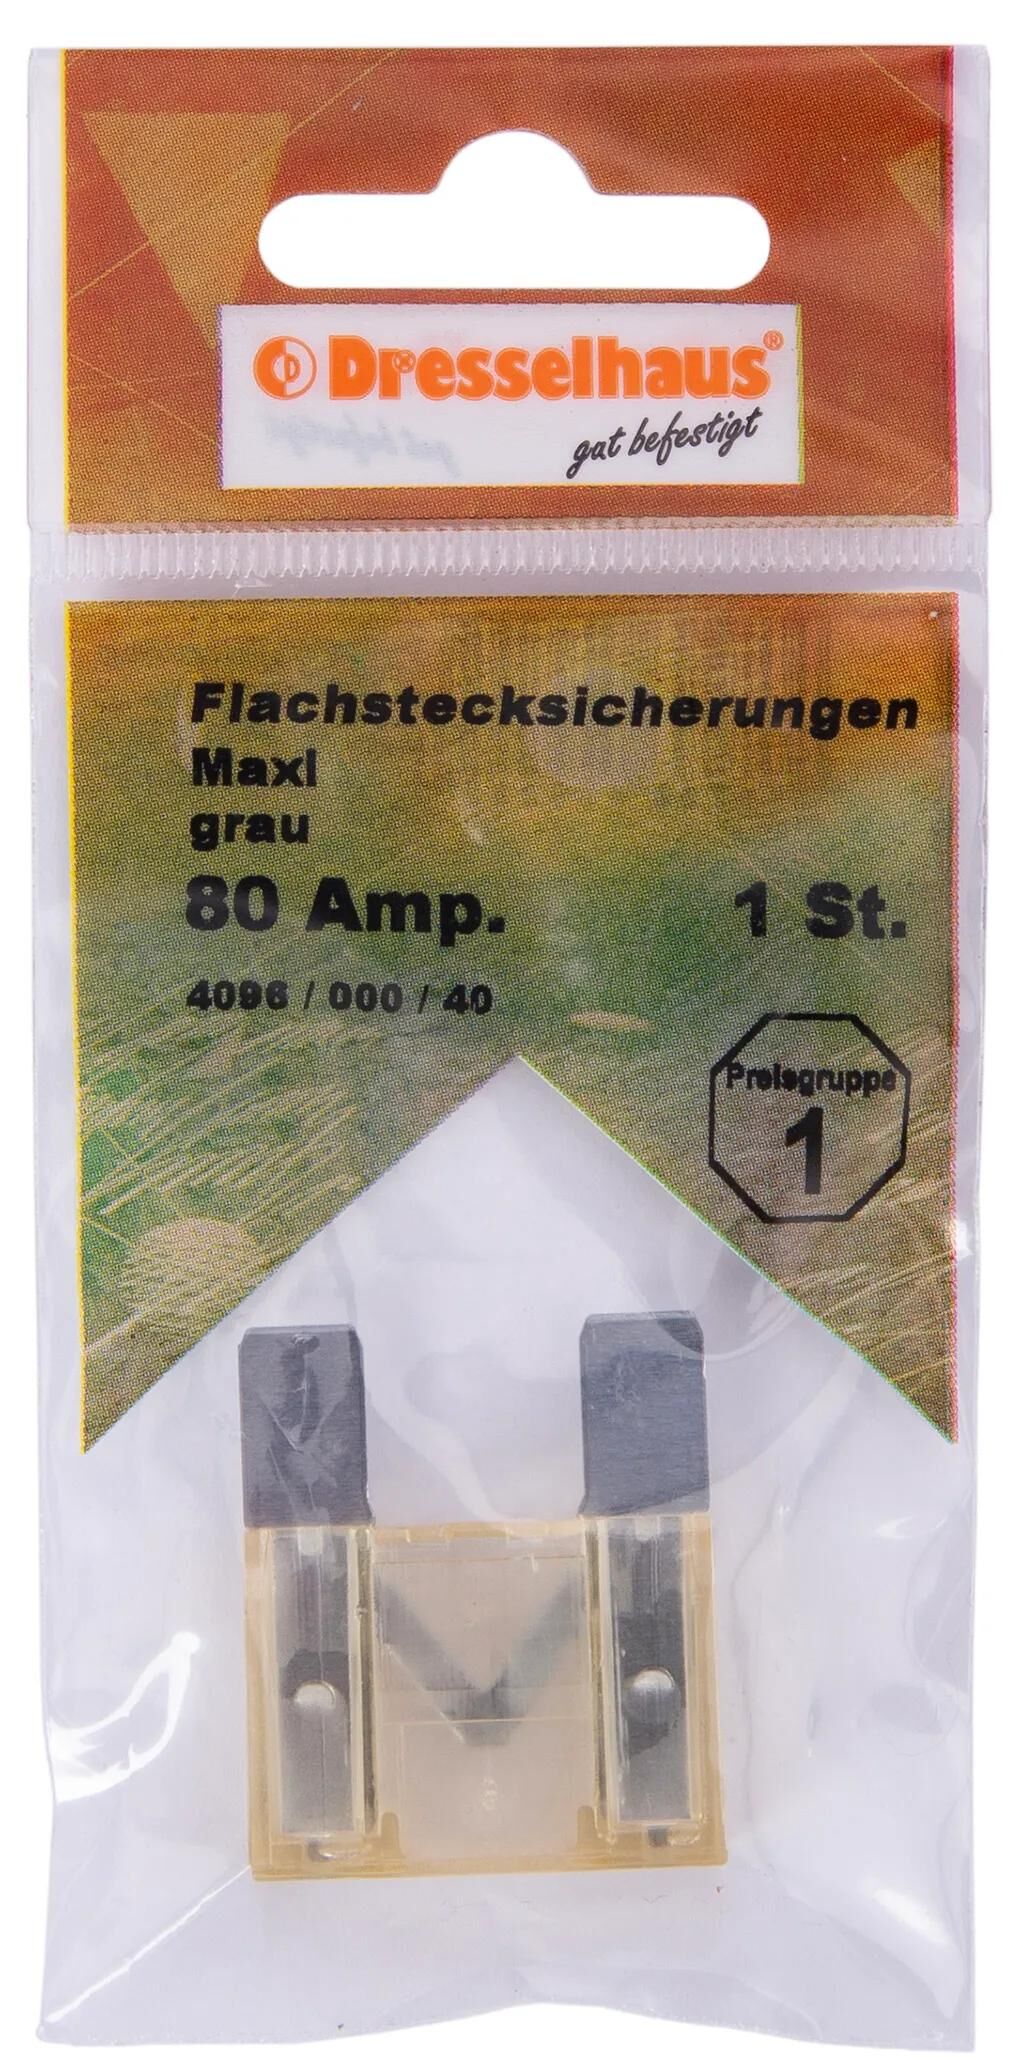 Dresselhaus®
gut befestigt
Flachstecksicherungen
Maxi
grau
80 Amp. 1 St.
4096 / 000 / 40
Preisgruppe
1